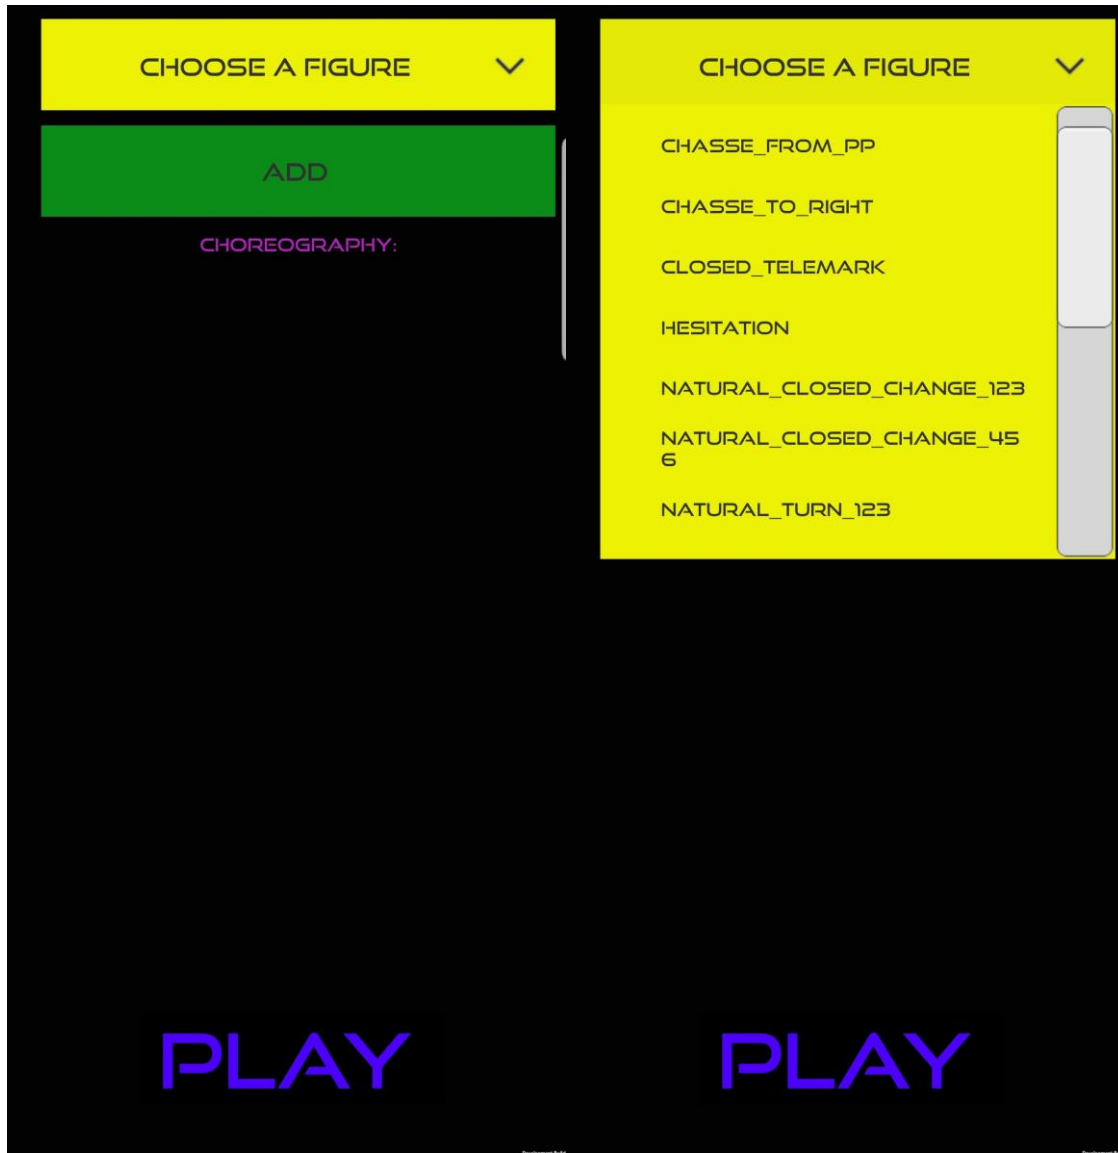 CHOOSE A FIGURE
ADD
CHOREOGRAPHY:
PLAY
CHOOSE A FIGURE
CHASSE_FROM_PP
CHASSE_TO_RIGHT
CLOSED_TELEMARK
HESITATION
NATURAL_CLOSED_CHANGE_123
NATURAL_CLOSED_CHANGE_45
6
NATURAL_TURN_123
PLAY